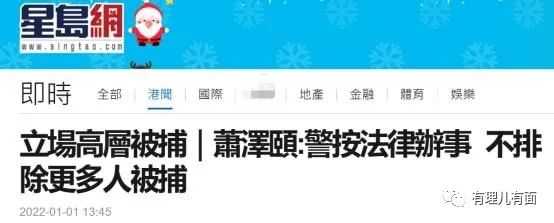 星島網
www.singtao.com
即時 全部 港聞 國際 地產 金融 體育 娛樂
立場高層被捕｜蕭澤頤:警按法律辦事 不排
除更多人被捕
2022-01-01 13:45
有理儿有面